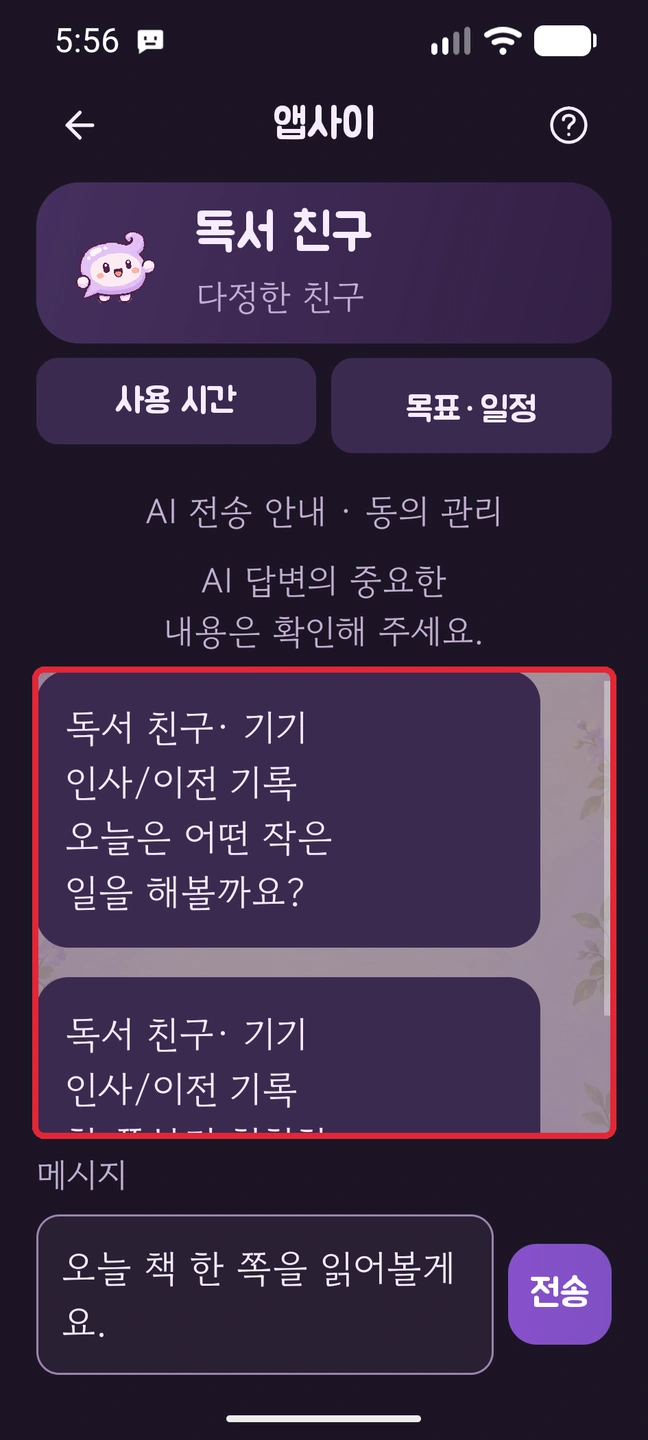 5:56
앱사이
독서 친구
다정한 친구
사용 시간
목표·일정
AI 전송 안내 · 동의 관리
AI 답변의 중요한
내용은 확인해 주세요.
독서 친구· 기기
인사/이전 기록
오늘은 어떤 작은
일을 해볼까요?
독서 친구· 기기
인사/이전 기록
메시지
오늘 책 한 쪽을 읽어볼게
요.
전송